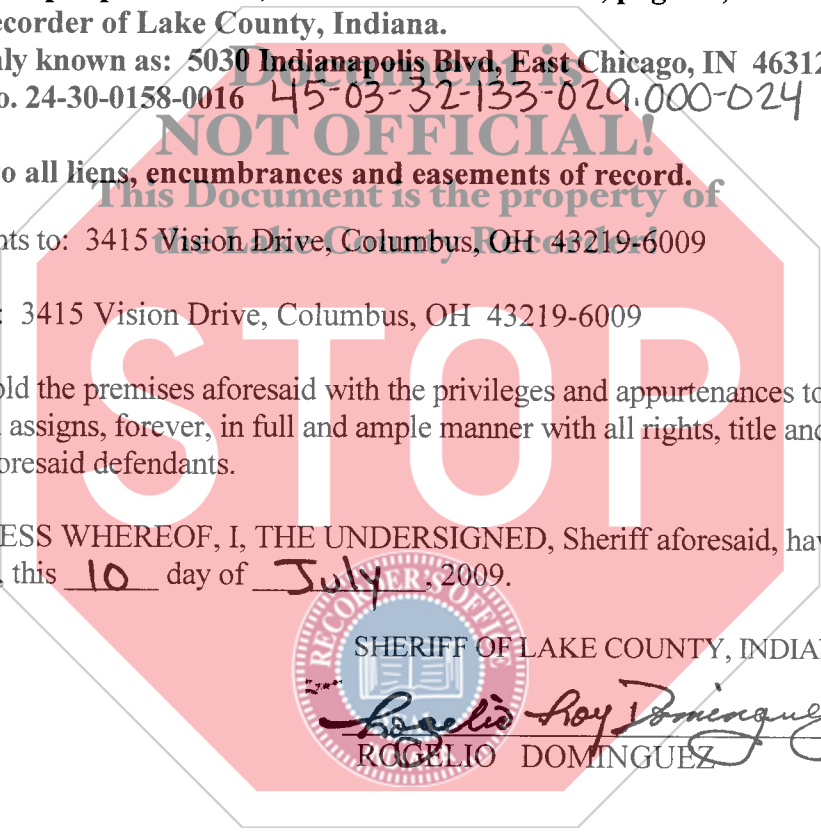 ecorder of Lake County, Indiana.
ly known as: 5030 Indianapolis Blvd, East Chicago, IN 46312
o. 24-30-0158-0016 45-03-32-133-029.000-024
Document is
NOT OFFICIAL!
o all liens, encumbrances and easements of record.
This Document is the property of
the Lake County Recorder!
nts to: 3415 Vision Drive, Columbus, OH 43219-6009
: 3415 Vision Drive, Columbus, OH 43219-6009
STOP
old the premises aforesaid with the privileges and appurtenances to
assigns, forever, in full and ample manner with all rights, title and
oresaid defendants.
ESS WHEREOF, I, THE UNDERSIGNED, Sheriff aforesaid, hav
, this 10 day of July, 2009.
RECORDER'S OFFICE
SHERIFF OF LAKE COUNTY, INDIA
Rogelio Roy Dominguez
ROGELIO DOMINGUEZ